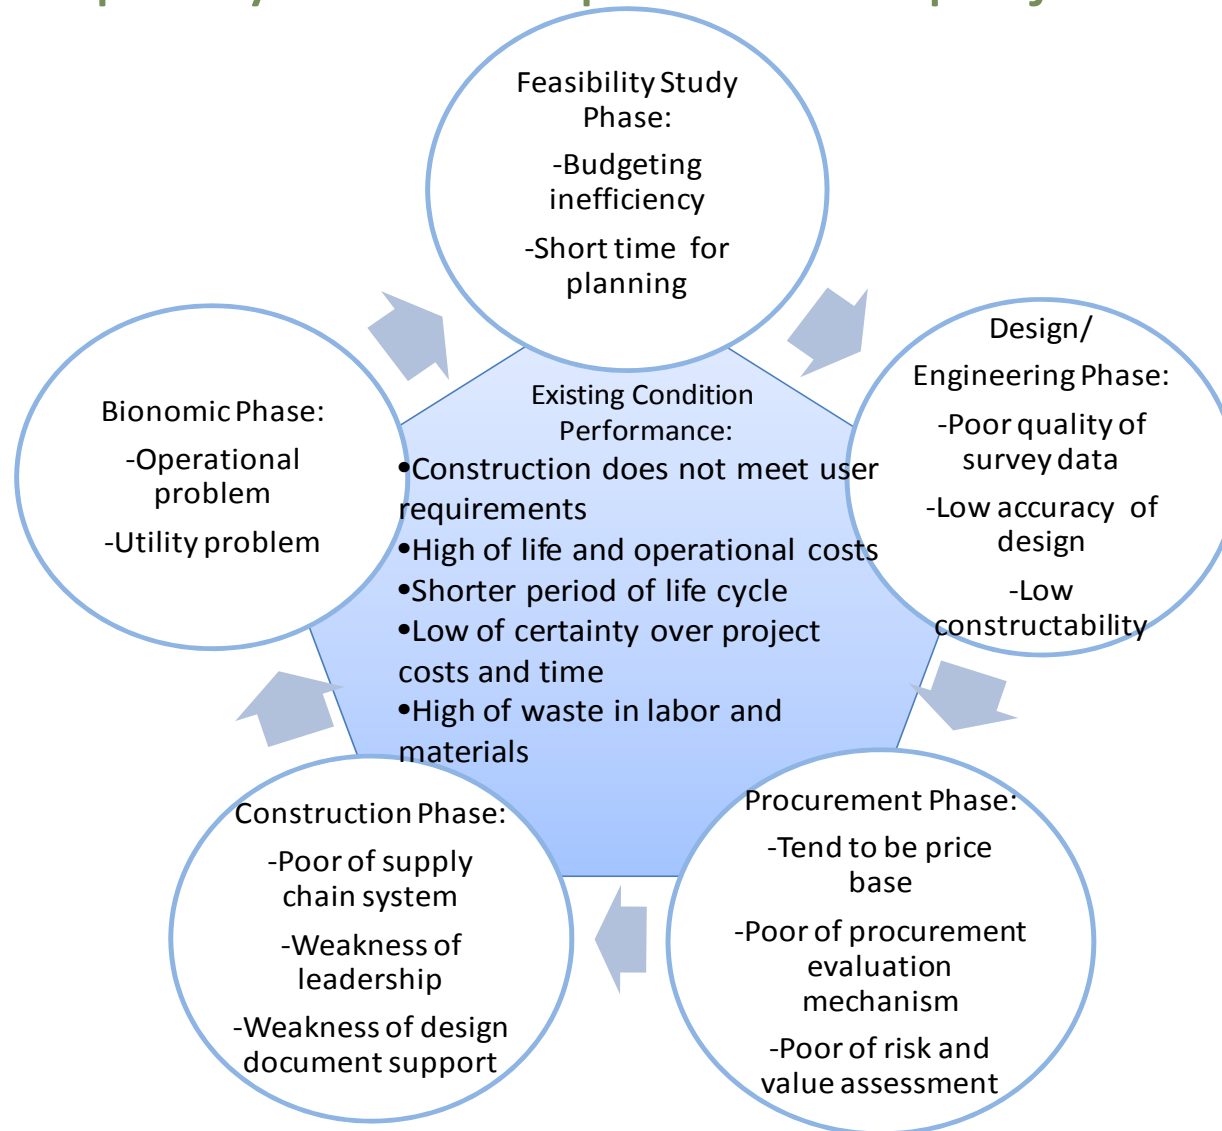 Feasibility Study
Phase:
-Budgeting
inefficiency
-Short time for
planning
Design/
Engineering Phase:
-Poor quality of
survey data
-Low accuracy of
design
-Low
constructability
Procurement Phase:
-Tend to be price
base
-Poor of procurement
evaluation
mechanism
-Poor of risk and
value assessment
Construction Phase:
-Poor of supply
chain system
-Weakness of
leadership
-Weakness of design
document support
Bionomic Phase:
-Operational
problem
-Utility problem
Existing Condition
Performance:
•Construction does not meet user
requirements
•High of life and operational costs
•Shorter period of life cycle
•Low of certainty over project
costs and time
•High of waste in labor and
materials